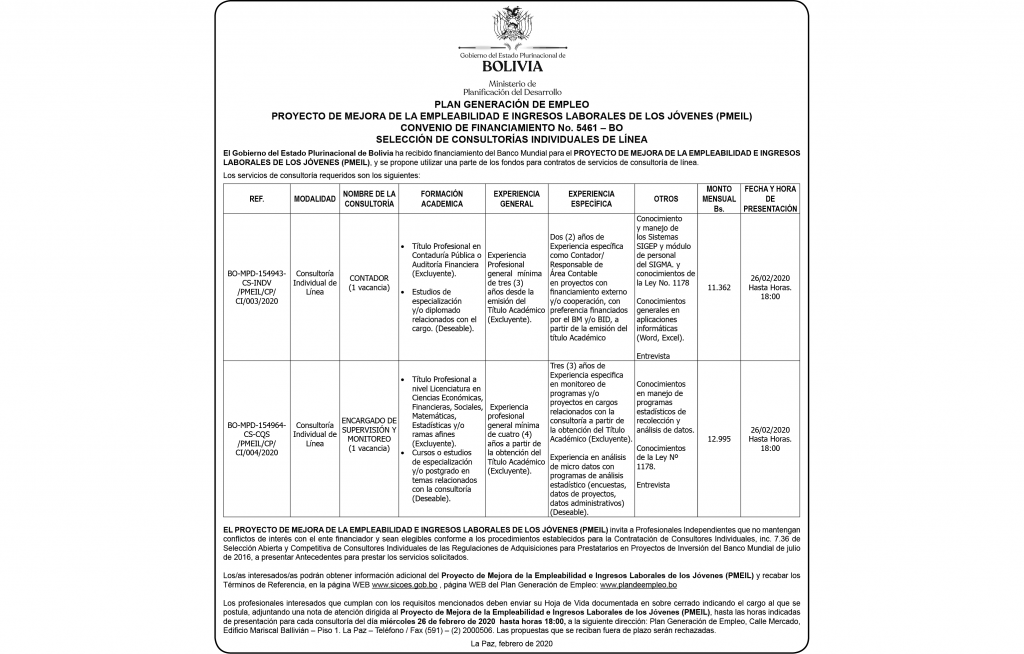 Gobierno del Estado Plurinacional de
BOLIVIA
Ministerio de
Planificación del Desarrollo
PLAN GENERACIÓN DE EMPLEO
PROYECTO DE MEJORA DE LA EMPLEABILIDAD E INGRESOS LABORALES DE LOS JÓVENES (PMEIL)
CONVENIO DE FINANCIAMIENTO No. 5461 – BO
SELECCIÓN DE CONSULTORÍAS INDIVIDUALES DE LÍNEA
El Gobierno del Estado Plurinacional de Bolivia ha recibido financiamiento del Banco Mundial para el PROYECTO DE MEJORA DE LA EMPLEABILIDAD E INGRESOS
LABORALES DE LOS JÓVENES (PMEIL), y se propone utilizar una parte de los fondos para contratos de servicios de consultoría de línea.
Los servicios de consultoría requeridos son los siguientes:
REF.
MODALIDAD
NOMBRE DE LA
CONSULTORÍA
FORMACIÓN
ACADEMICA
EXPERIENCIA
GENERAL
EXPERIENCIA
ESPECÍFICA
OTROS
MONTO
MENSUAL
Bs.
FECHA Y HORA
DE
PRESENTACIÓN
BO-MPD-154943-
CS-INDV
/PMEIL/CP/
CI/003/2020
Consultoría
Individual de
Línea
CONTADOR
(1 vacancia)
• Título Profesional en
Contaduría Pública o
Auditoría Financiera
(Excluyente).
• Estudios de
especialización
y/o diplomado
relacionados con el
cargo. (Deseable).
Experiencia
Profesional
general mínima
de tres (3)
años desde la
emisión del
Título Académico
(Excluyente).
Dos (2) años de
Experiencia específica
como Contador/
Responsable de
Área Contable
en proyectos con
financiamiento externo
y/o cooperación, con
preferencia financiados
por el BM y/o BID, a
partir de la emisión del
título Académico
Conocimiento
y manejo de
los Sistemas
SIGEP y módulo
de personal
del SIGMA. y
conocimientos de
la Ley No. 1178
Conocimientos
generales en
aplicaciones
informáticas
(Word, Excel).
Entrevista
11.362
26/02/2020
Hasta Horas.
18:00
BO-MPD-154964-
CS-CQS
/PMEIL/CP/
CI/004/2020
Consultoría
Individual de
Línea
ENCARGADO DE
SUPERVISIÓN Y
MONITOREO
(1 vacancia)
• Título Profesional a
nivel Licenciatura en
Ciencias Económicas,
Financieras, Sociales,
Matemáticas,
Estadísticas y/o
ramas afines
(Excluyente).
• Cursos o estudios
de especialización
y/o postgrado en
temas relacionados
con la consultoría
(Deseable).
Experiencia
profesional
general mínima
de cuatro (4)
años a partir de
la obtención del
Título Académico
(Excluyente).
Tres (3) años de
Experiencia específica
en monitoreo de
programas y/o
proyectos en cargos
relacionados con la
consultoría a partir de
la obtención del Título
Académico (Excluyente).
Experiencia en análisis
de micro datos con
programas de análisis
estadístico (encuestas,
datos de proyectos,
datos administrativos)
(Deseable).
Conocimientos
en manejo de
programas
estadísticos de
recolección y
análisis de datos.
Conocimientos
de la Ley Nº
1178.
Entrevista
12.995
26/02/2020
Hasta Horas.
18:00
EL PROYECTO DE MEJORA DE LA EMPLEABILIDAD E INGRESOS LABORALES DE LOS JÓVENES (PMEIL) invita a Profesionales Independientes que no mantengan
conflictos de interés con el ente financiador y sean elegibles conforme a los procedimientos establecidos para la Contratación de Consultores Individuales, inc. 7.36 de
Selección Abierta y Competitiva de Consultores Individuales de las Regulaciones de Adquisiciones para Prestatarios en Proyectos de Inversión del Banco Mundial de julio
de 2016, a presentar Antecedentes para prestar los servicios solicitados.
Los/as interesados/as podrán obtener información adicional del Proyecto de Mejora de la Empleabilidad e Ingresos Laborales de los Jóvenes (PMEIL) y recabar los
Términos de Referencia, en la página WEB www.sicoes.gob.bo , página WEB del Plan Generación de Empleo: www.plandeempleo.bo
Los profesionales interesados que cumplan con los requisitos mencionados deben enviar su Hoja de Vida documentada en sobre cerrado indicando el cargo al que se
postula, adjuntando una nota de atención dirigida al Proyecto de Mejora de la Empleabilidad e Ingresos Laborales de los Jóvenes (PMEIL), hasta las horas indicadas
de presentación para cada consultoría del día miércoles 26 de febrero de 2020 hasta horas 18:00, a la siguiente dirección: Plan Generación de Empleo, Calle Mercado,
Edificio Mariscal Ballivián – Piso 1. La Paz – Teléfono / Fax (591) – (2) 2000506. Las propuestas que se reciban fuera de plazo serán rechazadas.
La Paz, febrero de 2020